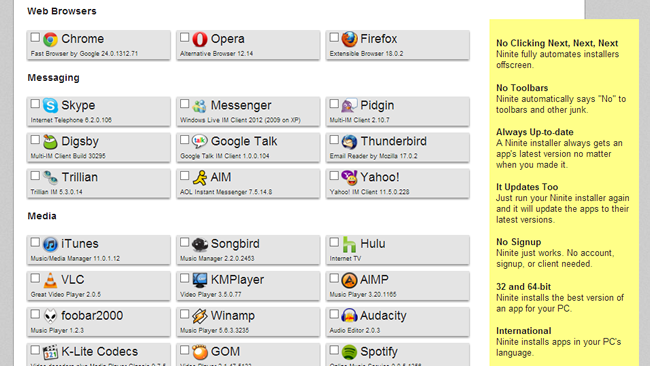 Web Browsers
Chrome
Fast Browser by Google 24.0.1312.71
Opera
Alternative Browser 12.14
Firefox
Extensible Browser 18.0.2
Messaging
Skype
Internet Telephone 6.2.0.106
Messenger
Windows Live IM Client 2012 (2009 on XP)
Pidgin
Multi-IM Client 2.10.7
Digsby
Multi-IM Client Build 30295
Google Talk
Google Talk IM Client 1.0.0.104
Thunderbird
Email Reader by Mozilla 17.0.2
Trillian
Trillian IM 5.3.0.14
AIM
AOL Instant Messenger 7.5.14.8
Yahoo!
Yahoo! IM Client 11.5.0.228
Media
iTunes
Music/Media Manager 11.0.1.12
Songbird
Music Manager 2.2.0.2453
Hulu
Internet TV
VLC
Great Video Player 2.0.5
KMPlayer
Video Player 3.5.0.77
AIMP
Music Player 3.20.1165
foobar2000
Music Player 1.2.3
Winamp
Music Player 5.6.3.3235
Audacity
Audio Editor 2.0.3
K-Lite Codecs
GOM
Spotify
No Clicking Next, Next, Next
Ninite fully automates installers
offscreen.
No Toolbars
Ninite automatically says "No" to
toolbars and other junk.
Always Up-to-date
A Ninite installer always gets an
app's latest version no matter
when you made it.
It Updates Too
Just run your Ninite installer again
and it will update the apps to their
latest versions.
No Signup
Ninite just works. No account,
signup, or client needed.
32 and 64-bit
Ninite installs the best version of
an app for your PC.
International
Ninite installs apps in your PC's
language.